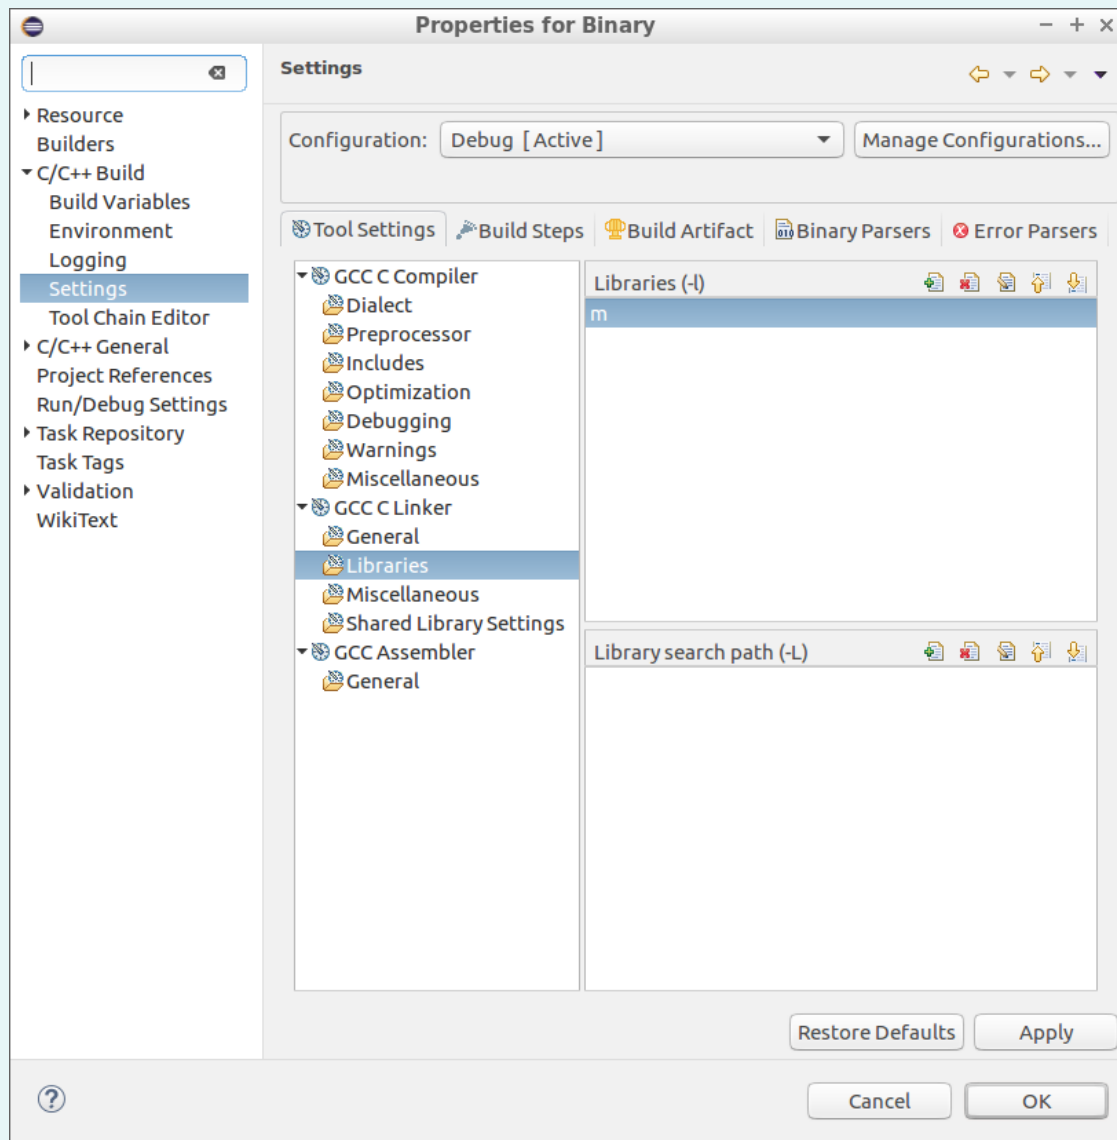 Properties for Binary
Settings
Resource
Builders
C/C++ Build
Build Variables
Environment
Logging
Settings
Tool Chain Editor
C/C++ General
Project References
Run/Debug Settings
Task Repository
Task Tags
Validation
WikiText
Configuration: Debug [Active] Manage Configurations...
Tool Settings Build Steps Build Artifact Binary Parsers Error Parsers
GCC C Compiler
Dialect
Preprocessor
Includes
Optimization
Debugging
Warnings
Miscellaneous
GCC C Linker
General
Libraries
Miscellaneous
Shared Library Settings
GCC Assembler
General
Libraries (-l)
m
Library search path (-L)
Restore Defaults Apply
Cancel OK